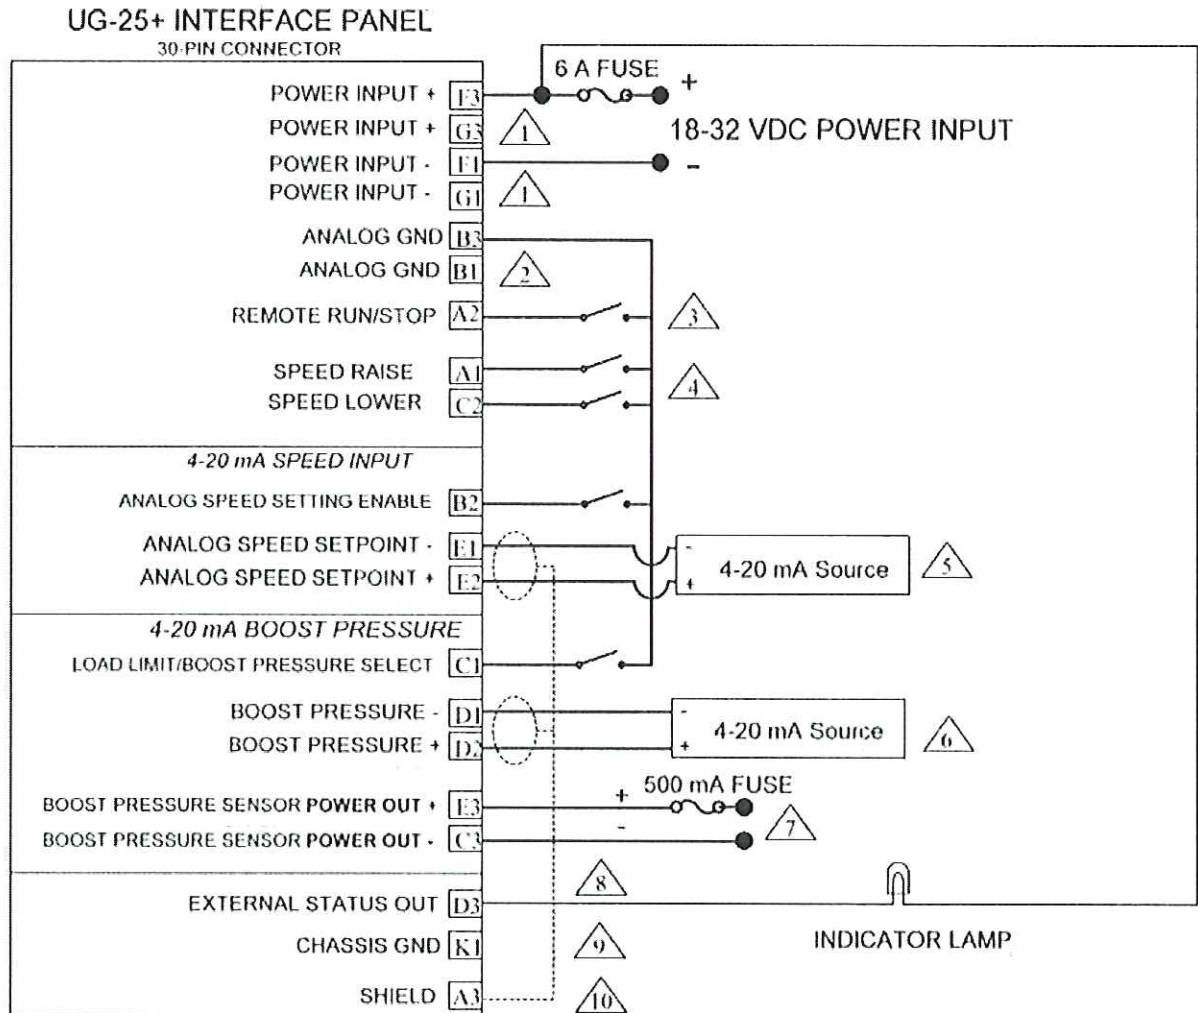 UG-25+ INTERFACE PANEL
30-PIN CONNECTOR
6 A FUSE
+
POWER INPUT + F3
18-32 VDC POWER INPUT
POWER INPUT + G3 1
POWER INPUT - F1 -
POWER INPUT - G1 1
ANALOG GND B3
ANALOG GND B1 2
REMOTE RUN/STOP A2 3
SPEED RAISE A1 4
SPEED LOWER C2
4-20 mA SPEED INPUT
ANALOG SPEED SETTING ENABLE B2
ANALOG SPEED SETPOINT - E1 -
4-20 mA Source 5
ANALOG SPEED SETPOINT + E2 +
4-20 mA BOOST PRESSURE
LOAD LIMIT/BOOST PRESSURE SELECT C1
BOOST PRESSURE - D1 -
4-20 mA Source 6
BOOST PRESSURE + D2 +
500 mA FUSE
BOOST PRESSURE SENSOR POWER OUT + E3 +
7
BOOST PRESSURE SENSOR POWER OUT - C3 -
8
EXTERNAL STATUS OUT D3
INDICATOR LAMP
CHASSIS GND K1 9
SHIELD A3 10